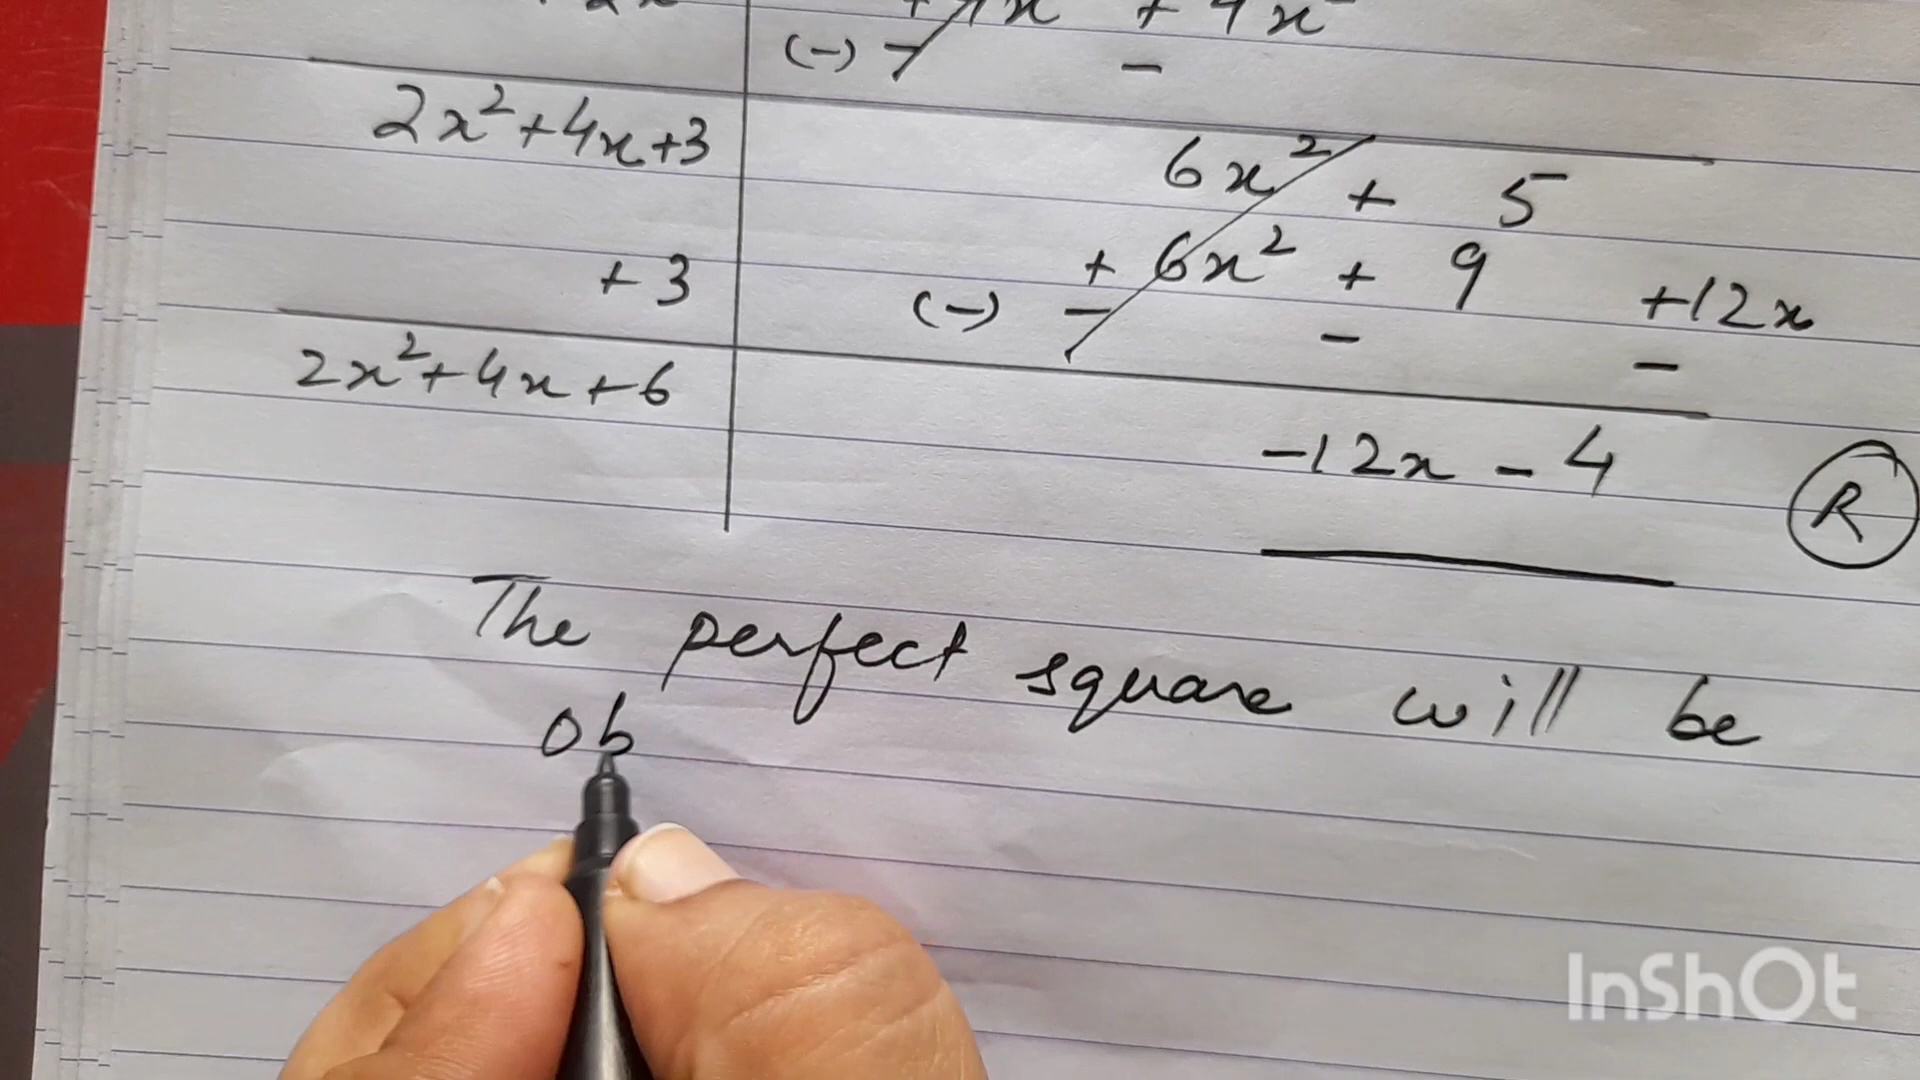 + 4x² 
(-) - -
2x²+4x+3 6x² + 5
+ 3 + 6x² + 9 +12x
(-) - - -
2x²+4x+6
-12x - 4 R
The perfect square will be
ob
InShOt